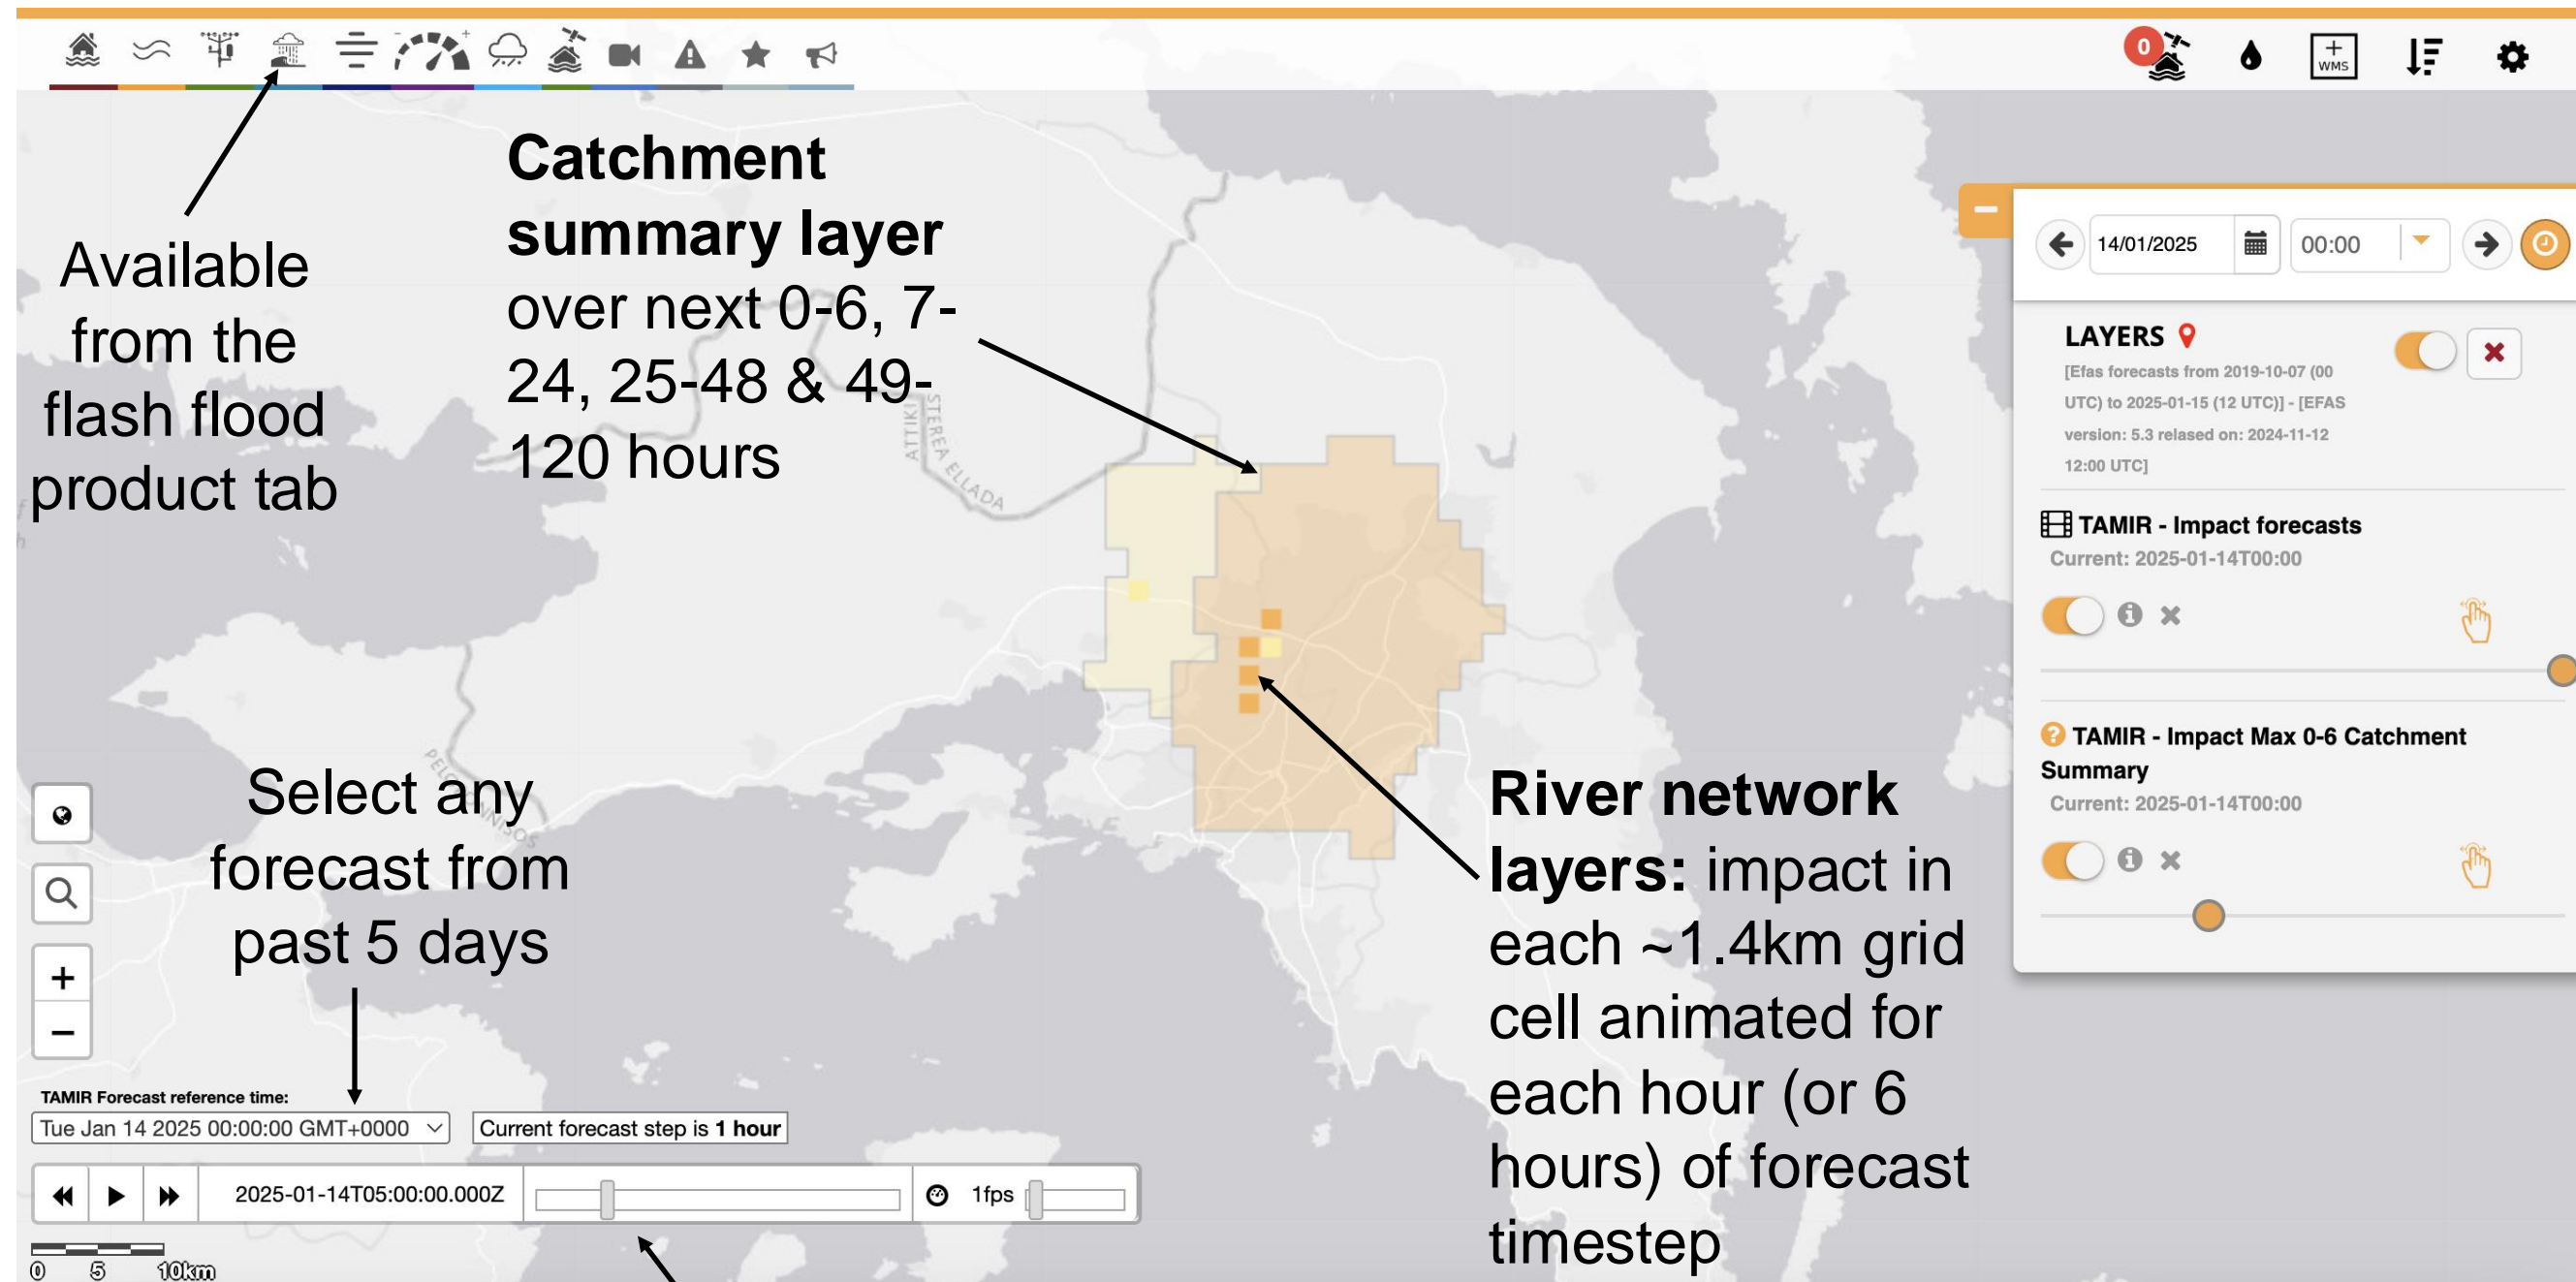 0
+
WMS
Available
from the
flash flood
product tab
Catchment
summary layer
over next 0-6, 7-
24, 25-48 & 49-
120 hours
ATTIKI
STEREA ELLADA
14/01/2025
00:00
LAYERS
[Efas forecasts from 2019-10-07 (00
UTC) to 2025-01-15 (12 UTC)] - [EFAS
version: 5.3 relased on: 2024-11-12
12:00 UTC]
TAMIR - Impact forecasts
Current: 2025-01-14T00:00
? TAMIR - Impact Max 0-6 Catchment
Summary
Current: 2025-01-14T00:00
Select any
forecast from
past 5 days
River network
layers: impact in
each ~1.4km grid
cell animated for
each hour (or 6
hours) of forecast
timestep
+
−
TAMIR Forecast reference time:
Tue Jan 14 2025 00:00:00 GMT+0000
Current forecast step is 1 hour
2025-01-14T05:00:00.000Z
1fps
0 5 10km